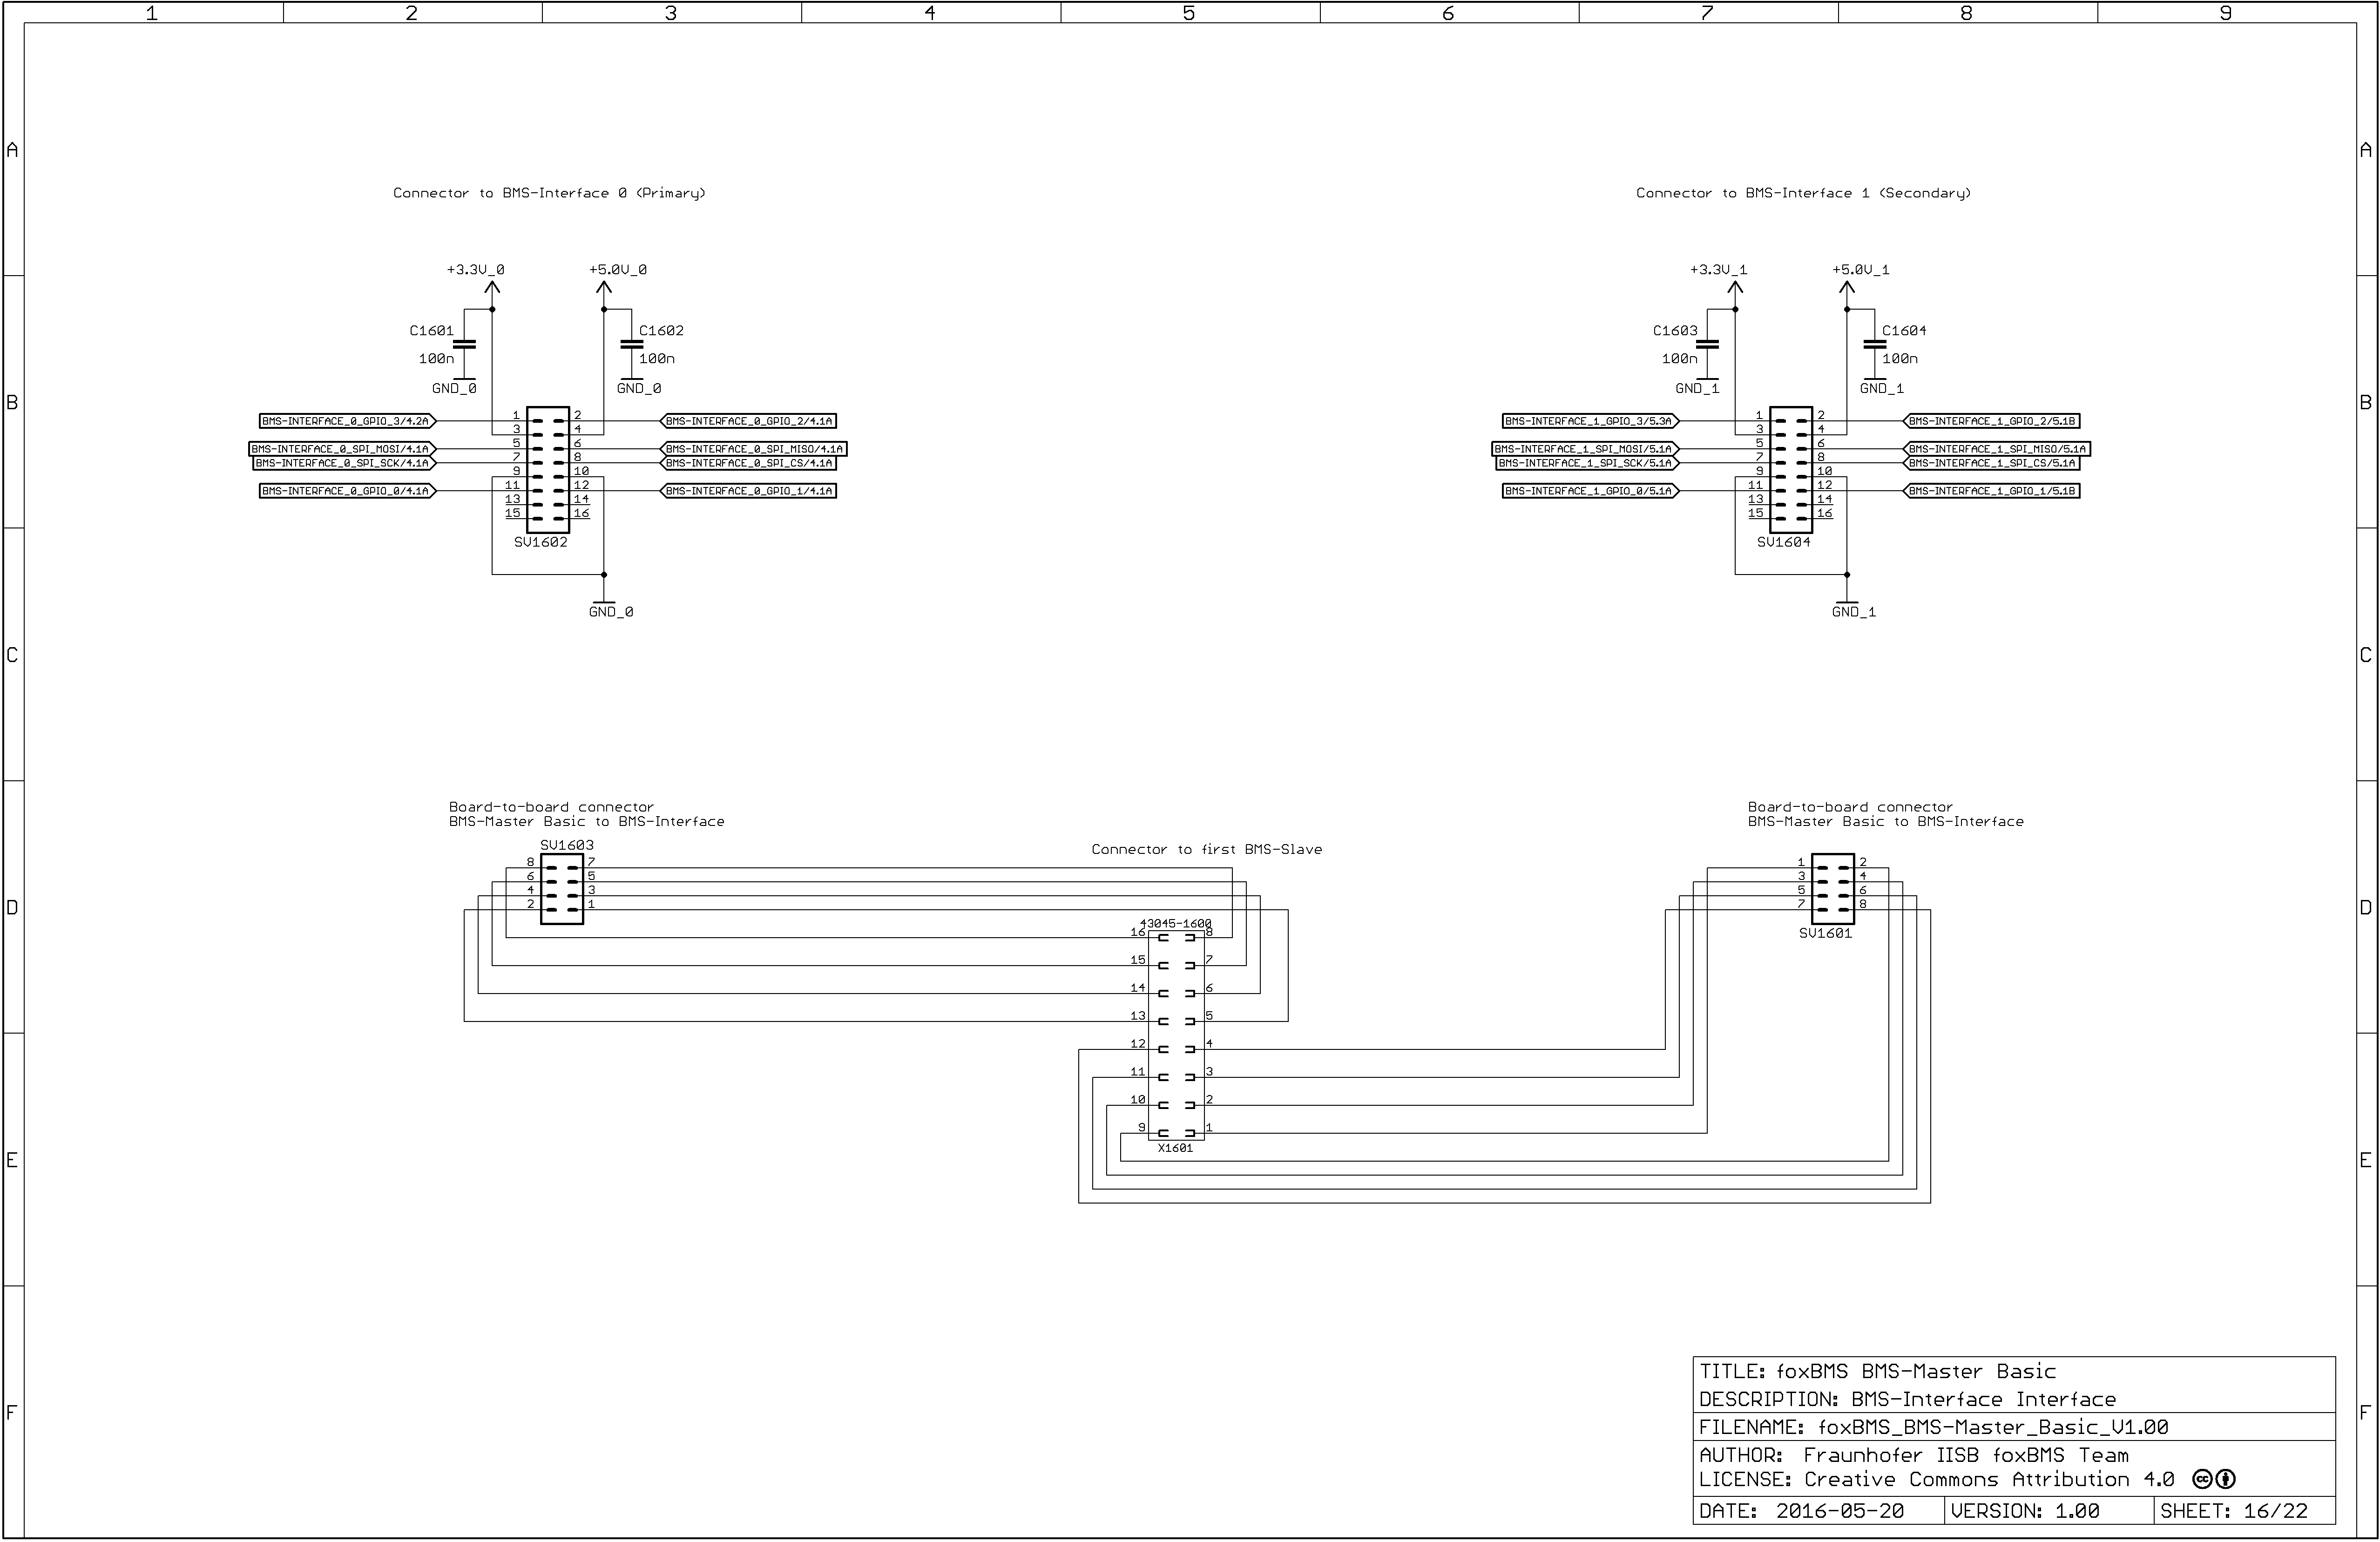 1 2 3 4 5 6 7 8 9
A A
B B
C C
D D
E E
F F
Connector to BMS-Interface 0 (Primary)
+3.3V_0 +5.0V_0
C1601 C1602
100n 100n
GND_0 GND_0
BMS-INTERFACE_0_GPIO_3/4.2A 1 2 BMS-INTERFACE_0_GPIO_2/4.1A
3 4
BMS-INTERFACE_0_SPI_MOSI/4.1A 5 6 BMS-INTERFACE_0_SPI_MISO/4.1A
BMS-INTERFACE_0_SPI_SCK/4.1A 7 8 BMS-INTERFACE_0_SPI_CS/4.1A
9 10
BMS-INTERFACE_0_GPIO_0/4.1A 11 12 BMS-INTERFACE_0_GPIO_1/4.1A
13 14
15 16
SV1602
GND_0
Connector to BMS-Interface 1 (Secondary)
+3.3V_1 +5.0V_1
C1603 C1604
100n 100n
GND_1 GND_1
BMS-INTERFACE_1_GPIO_3/5.3A 1 2 BMS-INTERFACE_1_GPIO_2/5.1B
3 4
BMS-INTERFACE_1_SPI_MOSI/5.1A 5 6 BMS-INTERFACE_1_SPI_MISO/5.1A
BMS-INTERFACE_1_SPI_SCK/5.1A 7 8 BMS-INTERFACE_1_SPI_CS/5.1A
9 10
BMS-INTERFACE_1_GPIO_0/5.1A 11 12 BMS-INTERFACE_1_GPIO_1/5.1B
13 14
15 16
SV1604
GND_1
Board-to-board connector
BMS-Master Basic to BMS-Interface
SV1603
8 7
6 5
4 3
2 1
Connector to first BMS-Slave
43045-1600
16 8
15 7
14 6
13 5
12 4
11 3
10 2
9 1
X1601
Board-to-board connector
BMS-Master Basic to BMS-Interface
1 2
3 4
5 6
7 8
SV1601
TITLE: foxBMS BMS-Master Basic
DESCRIPTION: BMS-Interface Interface
FILENAME: foxBMS_BMS-Master_Basic_V1.00
AUTHOR: Fraunhofer IISB foxBMS Team
LICENSE: Creative Commons Attribution 4.0 cc
DATE: 2016-05-20 VERSION: 1.00 SHEET: 16/22